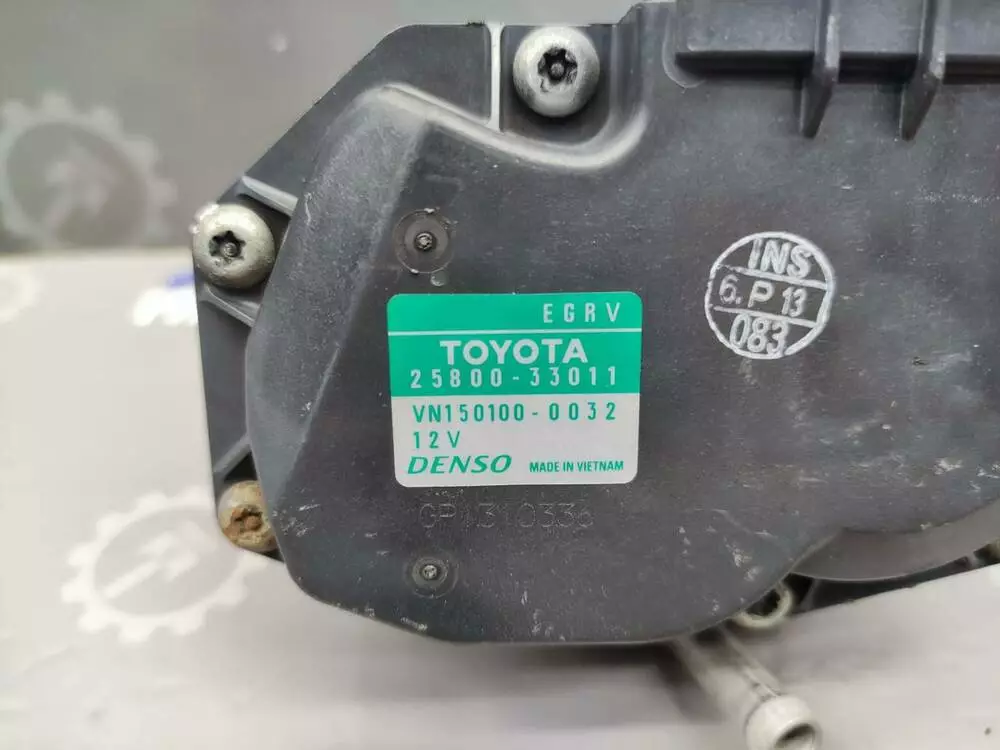 EGRV
TOYOTA
25800-33011
VN150100-0032
12V
DENSO MADE IN VIETNAM
INS
6.P 13
083